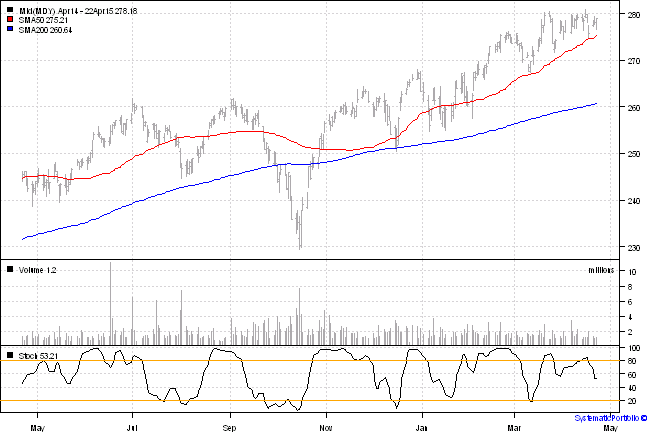 Mid(MDY) Apr14 - 22Apr15 278.18
SMA50 275.21
SMA200 260.64
280
270
260
250
240
230
Volume 1.2
millions
10
8
6
4
2
Stoch 53.21
100
80
60
40
20
May Jul Sep Nov Jan Mar May
SystematicPortfolio ©